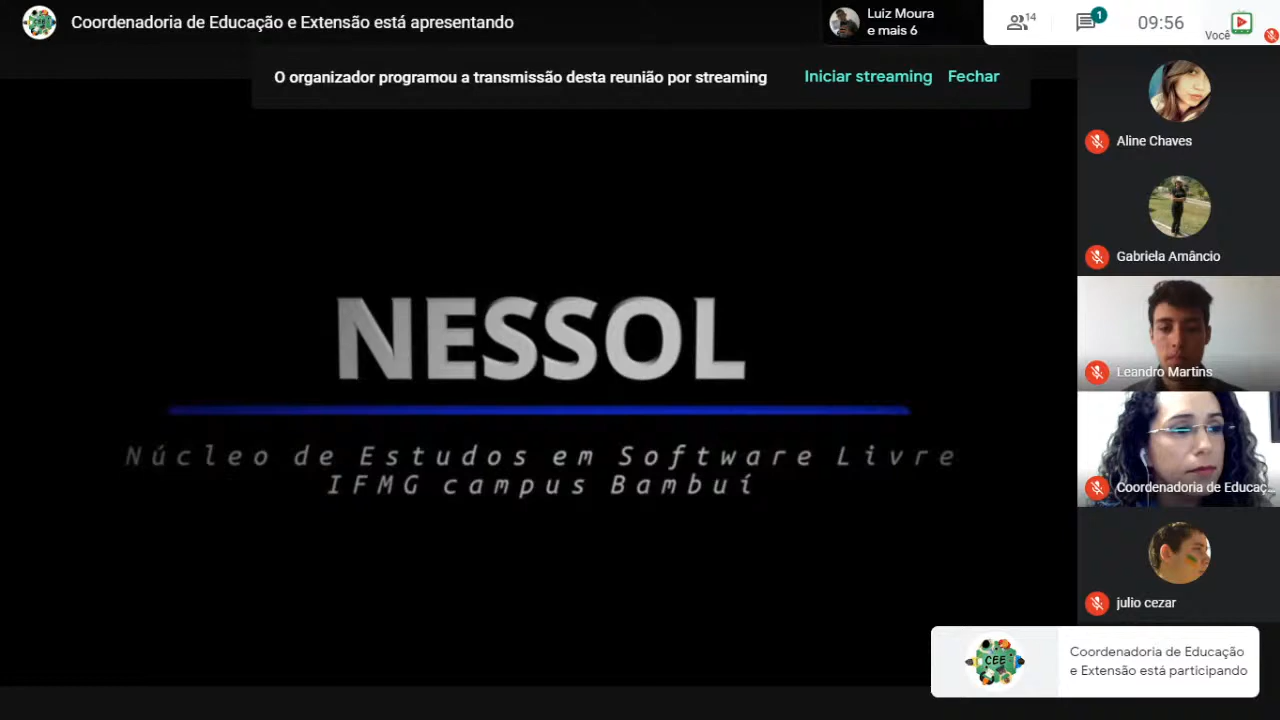 Coordenadoria de Educação e Extensão está apresentando
Luiz Moura
e mais 6
14
1
09:56
Você
O organizador programou a transmissão desta reunião por streaming
Iniciar streaming
Fechar
Aline Chaves
Gabriela Amâncio
Leandro Martins
Coordenadoria de Educaç...
julio cezar
NESSOL
Núcleo de Estudos em Software Livre
IFMG campus Bambuí
CEE
Coordenadoria de Educação
e Extensão está participando